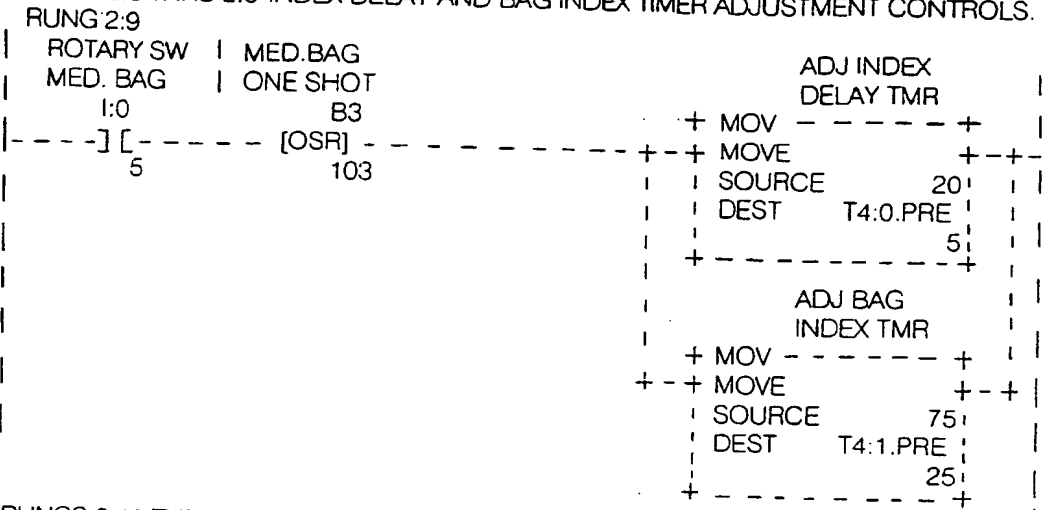 INDEX DELAY AND BAG INDEX TIMER ADJUSTMENT CONTROLS.
RUNG 2:9
ROTARY SW | MED.BAG
MED. BAG | ONE SHOT
I:0 B3
] [ [OSR]
5 103
ADJ INDEX
DELAY TMR
+ MOV - - - - - - +
+ MOVE
SOURCE 20
DEST T4:0.PRE
5
ADJ BAG
INDEX TMR
+ MOV - - - - - - - +
+ MOVE
SOURCE 75
DEST T4:1.PRE
25